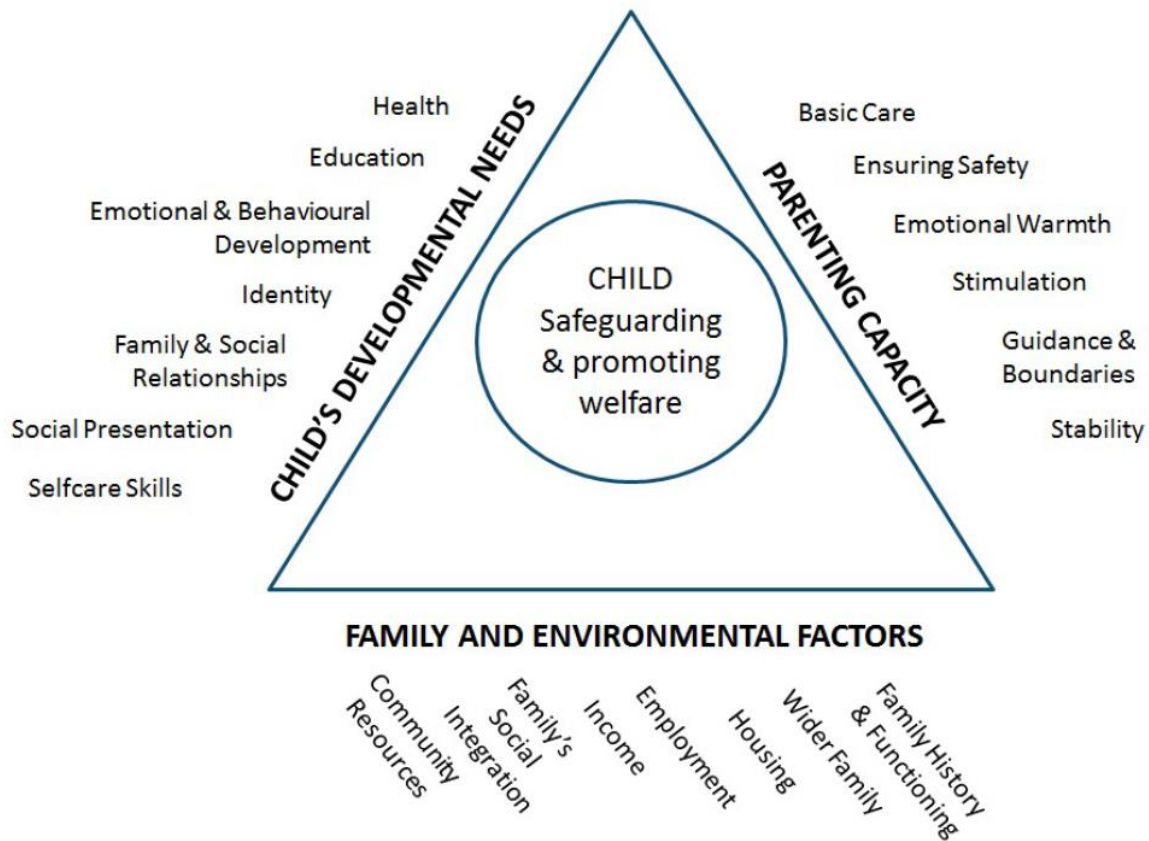 Health
Education
Emotional & Behavioural
Development
Identity
Family & Social
Relationships
Social Presentation
Selfcare Skills
CHILD'S DEVELOPMENTAL NEEDS
CHILD
Safeguarding
& promoting
welfare
PARENTING CAPACITY
Basic Care
Ensuring Safety
Emotional Warmth
Stimulation
Guidance &
Boundaries
Stability
FAMILY AND ENVIRONMENTAL FACTORS
Community
Resources
Family's
Social
Integration
Income
Employment
Housing
Wider Family
Family History
& Functioning